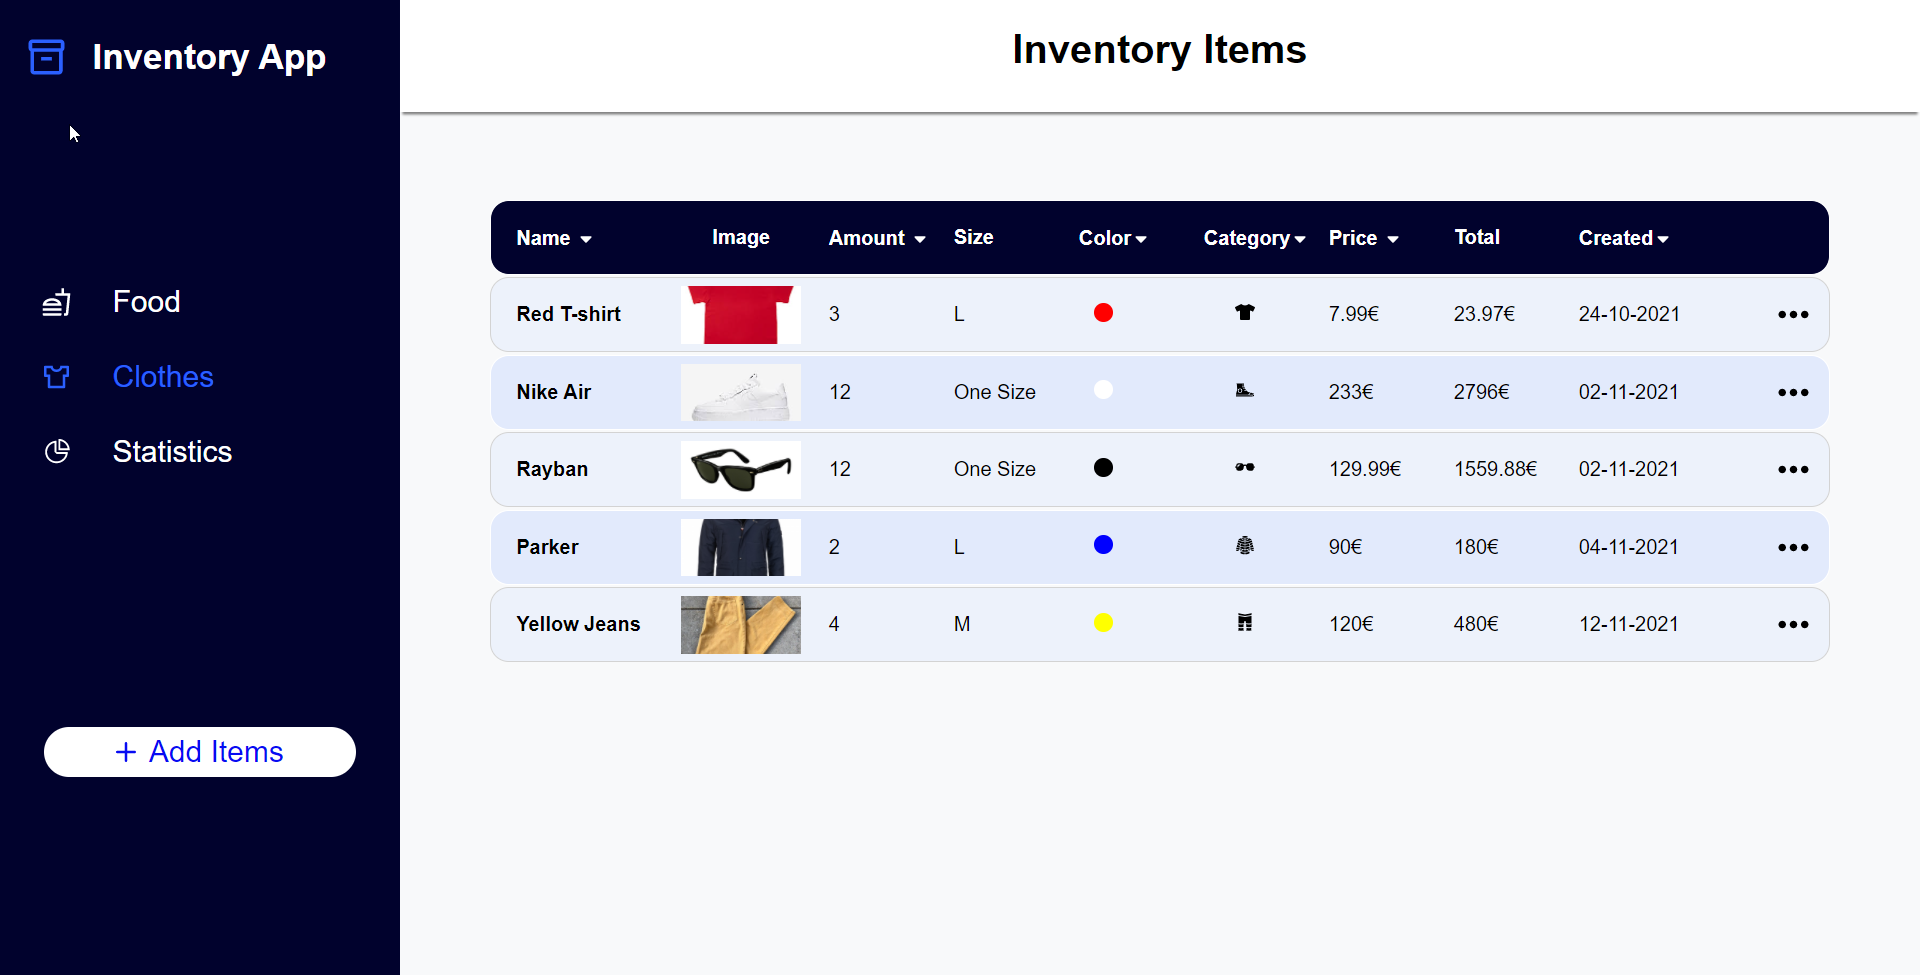 Inventory App
Food
Clothes
Statistics
+ Add Items
Inventory Items
Name Image Amount Size Color Category Price Total Created
Red T-shirt 3 L 7.99€ 23.97€ 24-10-2021
Nike Air 12 One Size 233€ 2796€ 02-11-2021
Rayban 12 One Size 129.99€ 1559.88€ 02-11-2021
Parker 2 L 90€ 180€ 04-11-2021
Yellow Jeans 4 M 120€ 480€ 12-11-2021